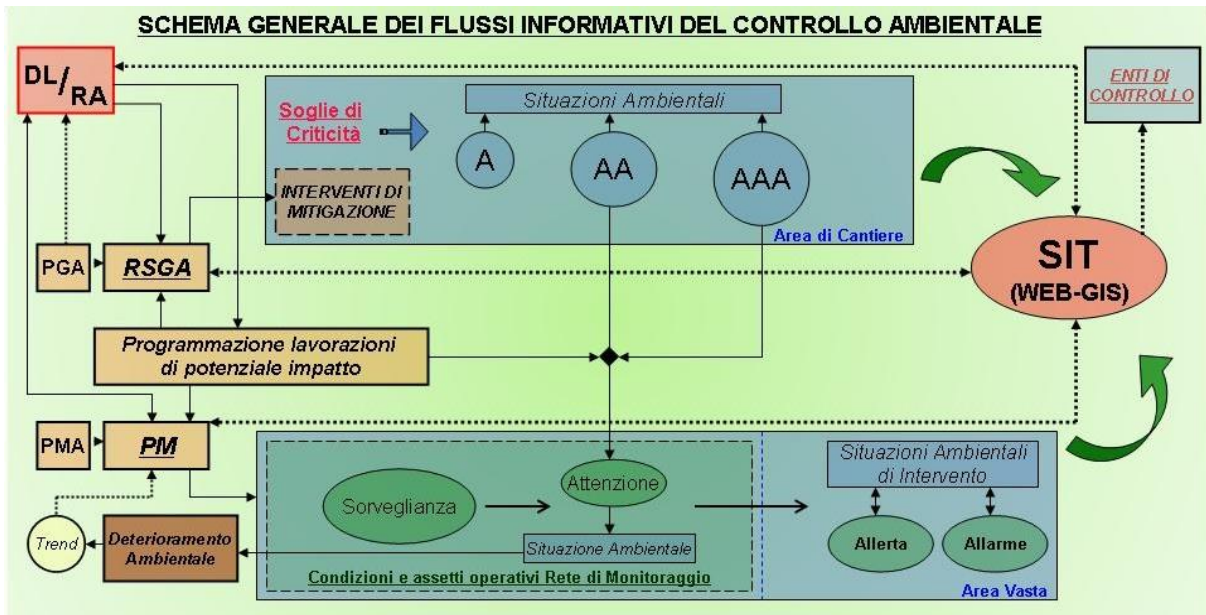 SCHEMA GENERALE DEI FLUSSI INFORMATIVI DEL CONTROLLO AMBIENTALE
DL/RA
ENTI DI
CONTROLLO
Soglie di
Criticità
Situazioni Ambientali
A
AA
AAA
INTERVENTI DI
MITIGAZIONE
Area di Cantiere
PGA
RSGA
SIT
(WEB-GIS)
Programmazione lavorazioni
di potenziale impatto
PMA
PM
Sorveglianza
Attenzione
Situazioni Ambientali
di Intervento
Trend
Deterioramento
Ambientale
Situazione Ambientale
Allerta
Allarme
Condizioni e assetti operativi Rete di Monitoraggio
Area Vasta